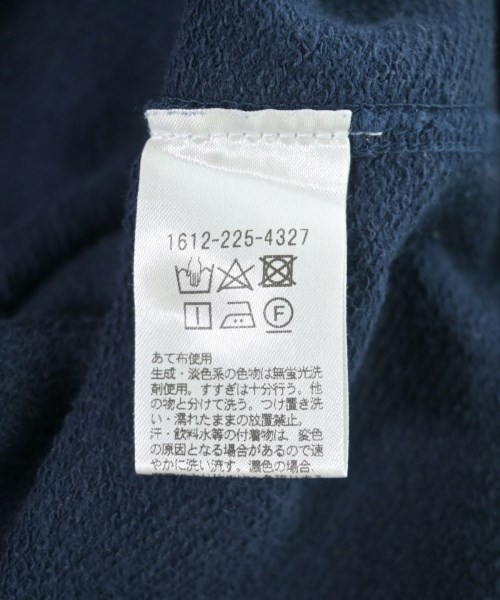 1612-225-4327
F
あて布使用
生成・淡色系の色物は無蛍光洗
剤使用。すすぎは十分行う。他
の物と分けて洗う。つけ置き洗
い・濡れたままの放置禁止。
汗・飲料水等の付着物は、変色
の原因となる場合があるので速
やかに洗い流す。濃色の場合、